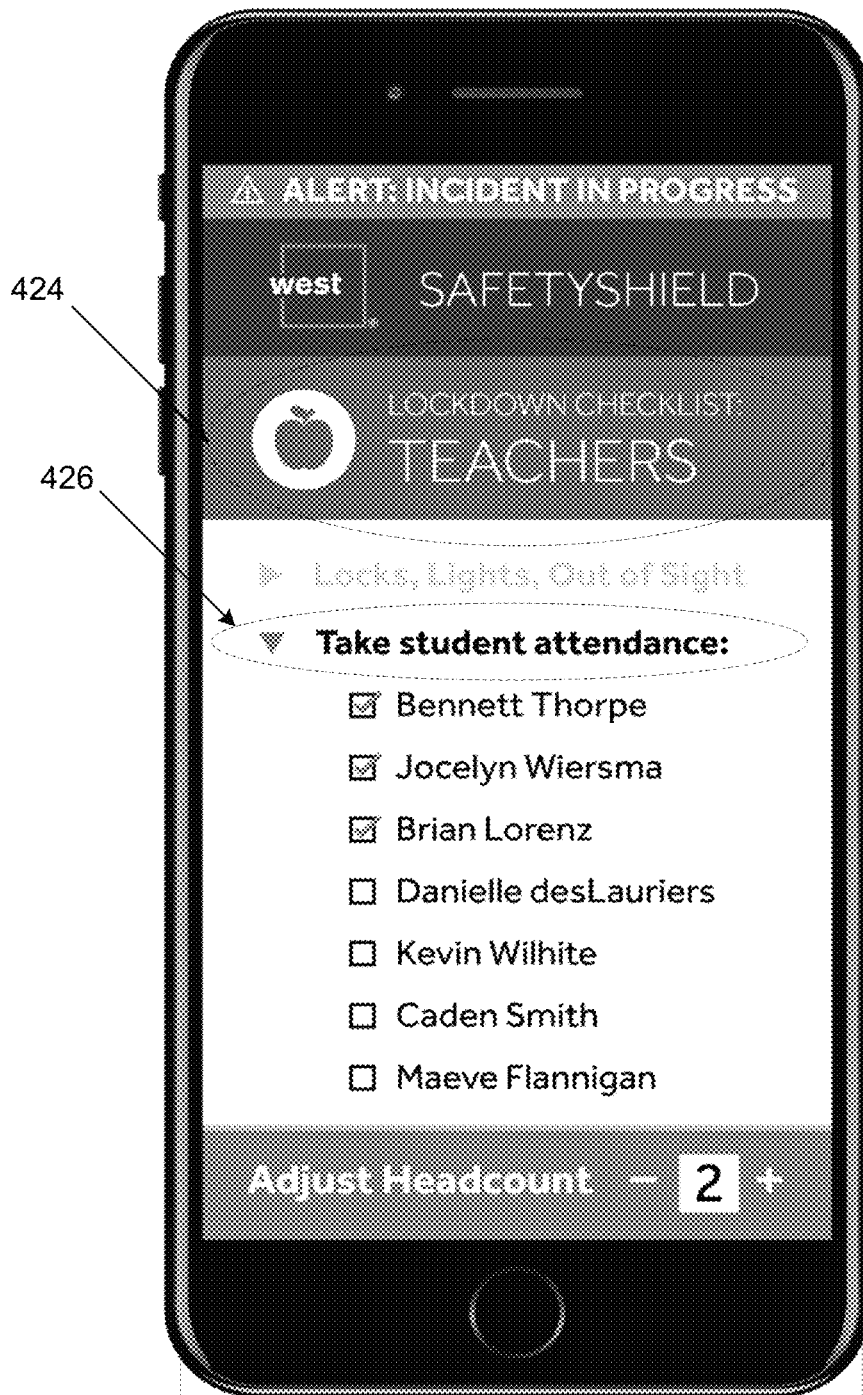 ALERT: INCIDENT IN PROGRESS
west® SAFETYSHIELD
424
LOCKDOWN CHECKLIST:
TEACHERS
426
Locks, Lights, Out of Sight
Take student attendance:
Bennett Thorpe
Jocelyn Wiersma
Brian Lorenz
Danielle desLauriers
Kevin Wilhite
Caden Smith
Maeve Flannigan
Adjust Headcount − 2 +